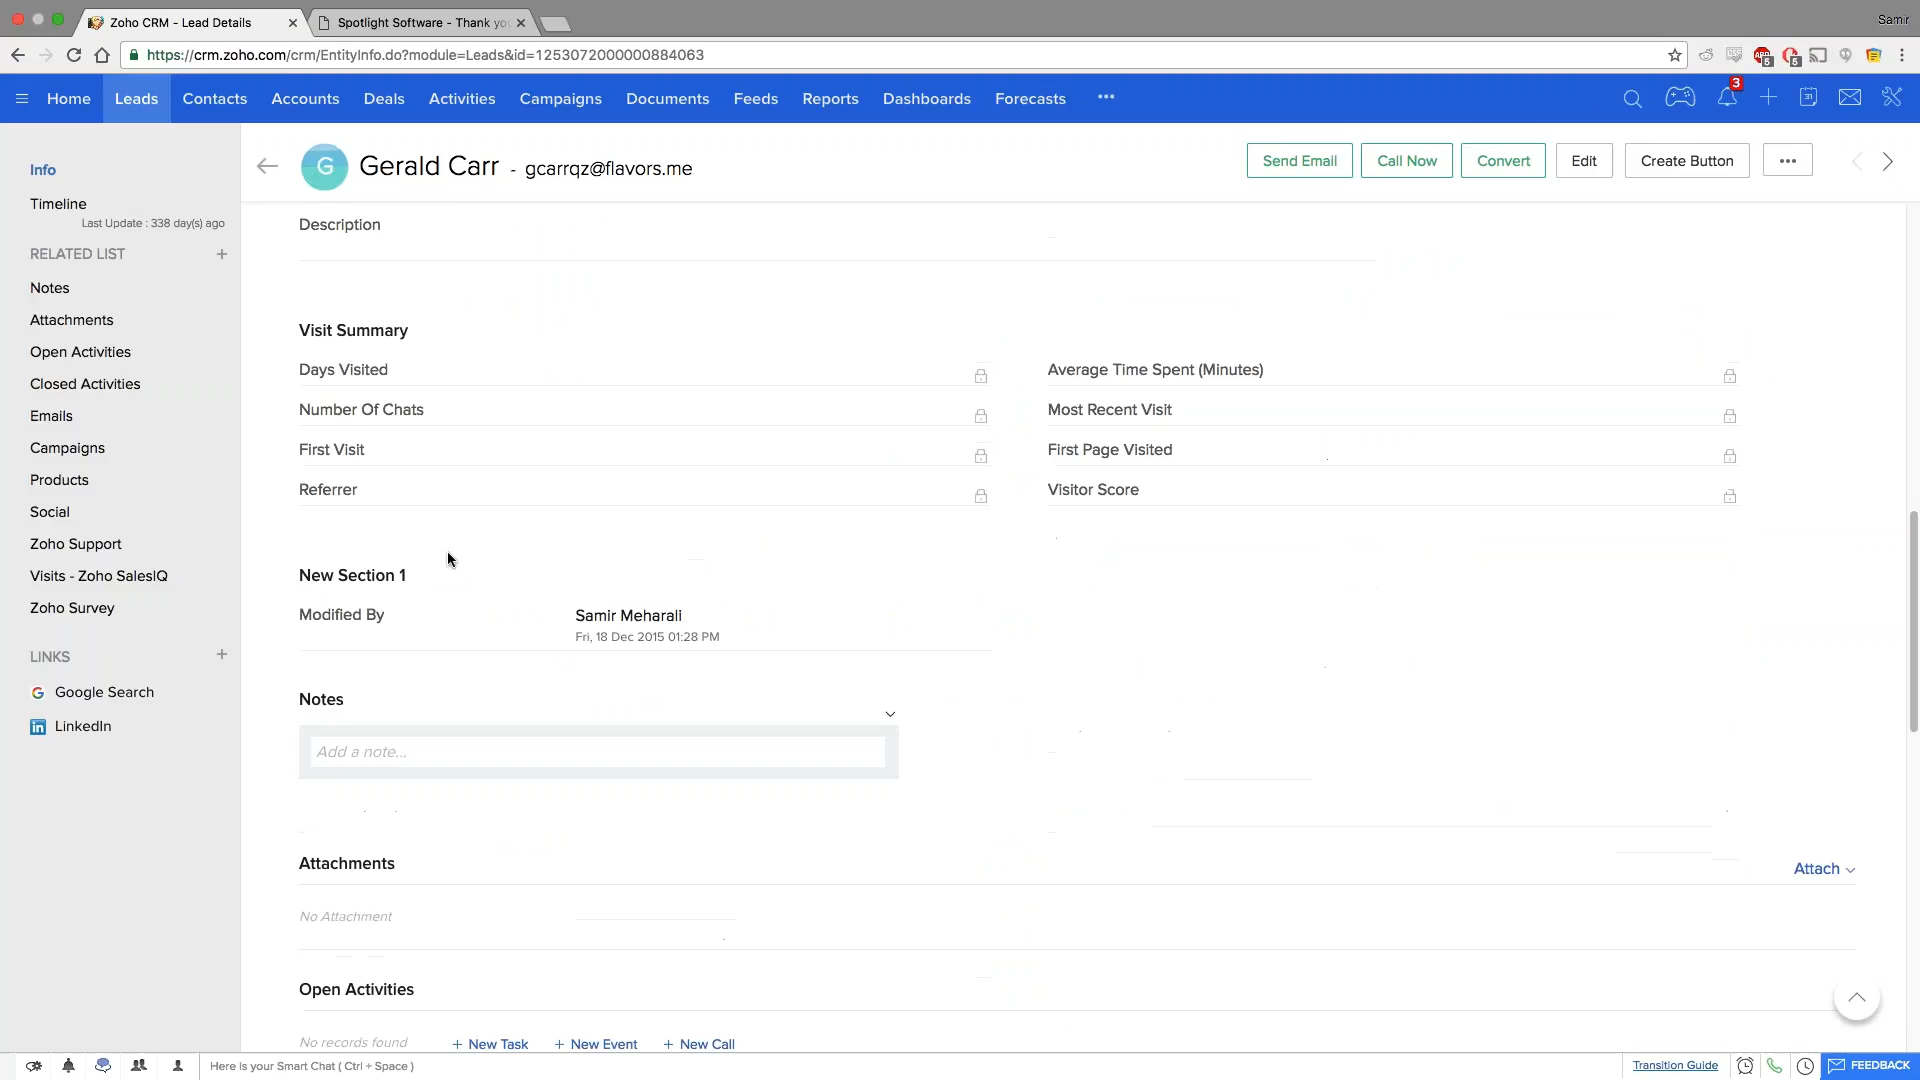 Zoho CRM - Lead Details
Spotlight Software - Thank yo
Samir
https://crm.zoho.com/crm/EntityInfo.do?module=Leads&id=1253072000000884063
5
5
Home
Leads
Contacts
Accounts
Deals
Activities
Campaigns
Documents
Feeds
Reports
Dashboards
Forecasts
3
31
G
Gerald Carr - gcarrqz@flavors.me
Send Email
Call Now
Convert
Edit
Create Button
Info
Timeline
Last Update : 338 day(s) ago
RELATED LIST
Notes
Attachments
Open Activities
Closed Activities
Emails
Campaigns
Products
Social
Zoho Support
Visits - Zoho SalesIQ
Zoho Survey
LINKS
Google Search
LinkedIn
Description
Visit Summary
Days Visited
Average Time Spent (Minutes)
Number Of Chats
Most Recent Visit
First Visit
First Page Visited
Referrer
Visitor Score
New Section 1
Modified By
Samir Meharali
Fri, 18 Dec 2015 01:28 PM
Notes
Add a note...
Attachments
Attach
No Attachment
Open Activities
No records found
+ New Task
+ New Event
+ New Call
Here is your Smart Chat ( Ctrl + Space )
Transition Guide
FEEDBACK